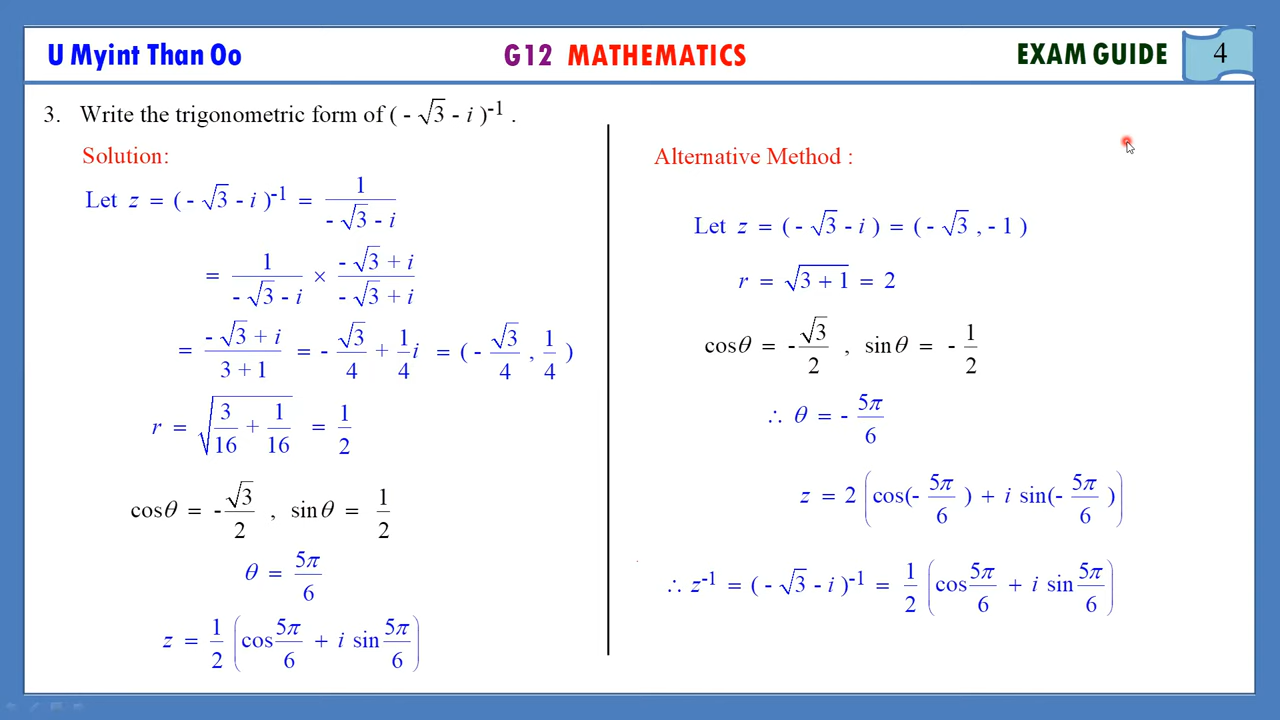 U Myint Than Oo G12 MATHEMATICS EXAM GUIDE 4
3. Write the trigonometric form of ( - √3 - i )⁻¹ .
Solution:
Let z = ( - √3 - i )⁻¹ = 1 / (- √3 - i)
= 1 / (- √3 - i) × (- √3 + i) / (- √3 + i)
= (- √3 + i) / (3 + 1) = - √3/4 + 1/4 i = ( - √3/4 , 1/4 )
r = √(3/16 + 1/16) = 1/2
cosθ = - √3/2 , sinθ = 1/2
θ = 5π/6
z = 1/2 ( cos 5π/6 + i sin 5π/6 )
Alternative Method :
Let z = ( - √3 - i ) = ( - √3 , - 1 )
r = √(3 + 1) = 2
cosθ = - √3/2 , sinθ = - 1/2
∴ θ = - 5π/6
z = 2 ( cos(- 5π/6 ) + i sin(- 5π/6 ) )
∴ z⁻¹ = ( - √3 - i )⁻¹ = 1/2 ( cos 5π/6 + i sin 5π/6 )